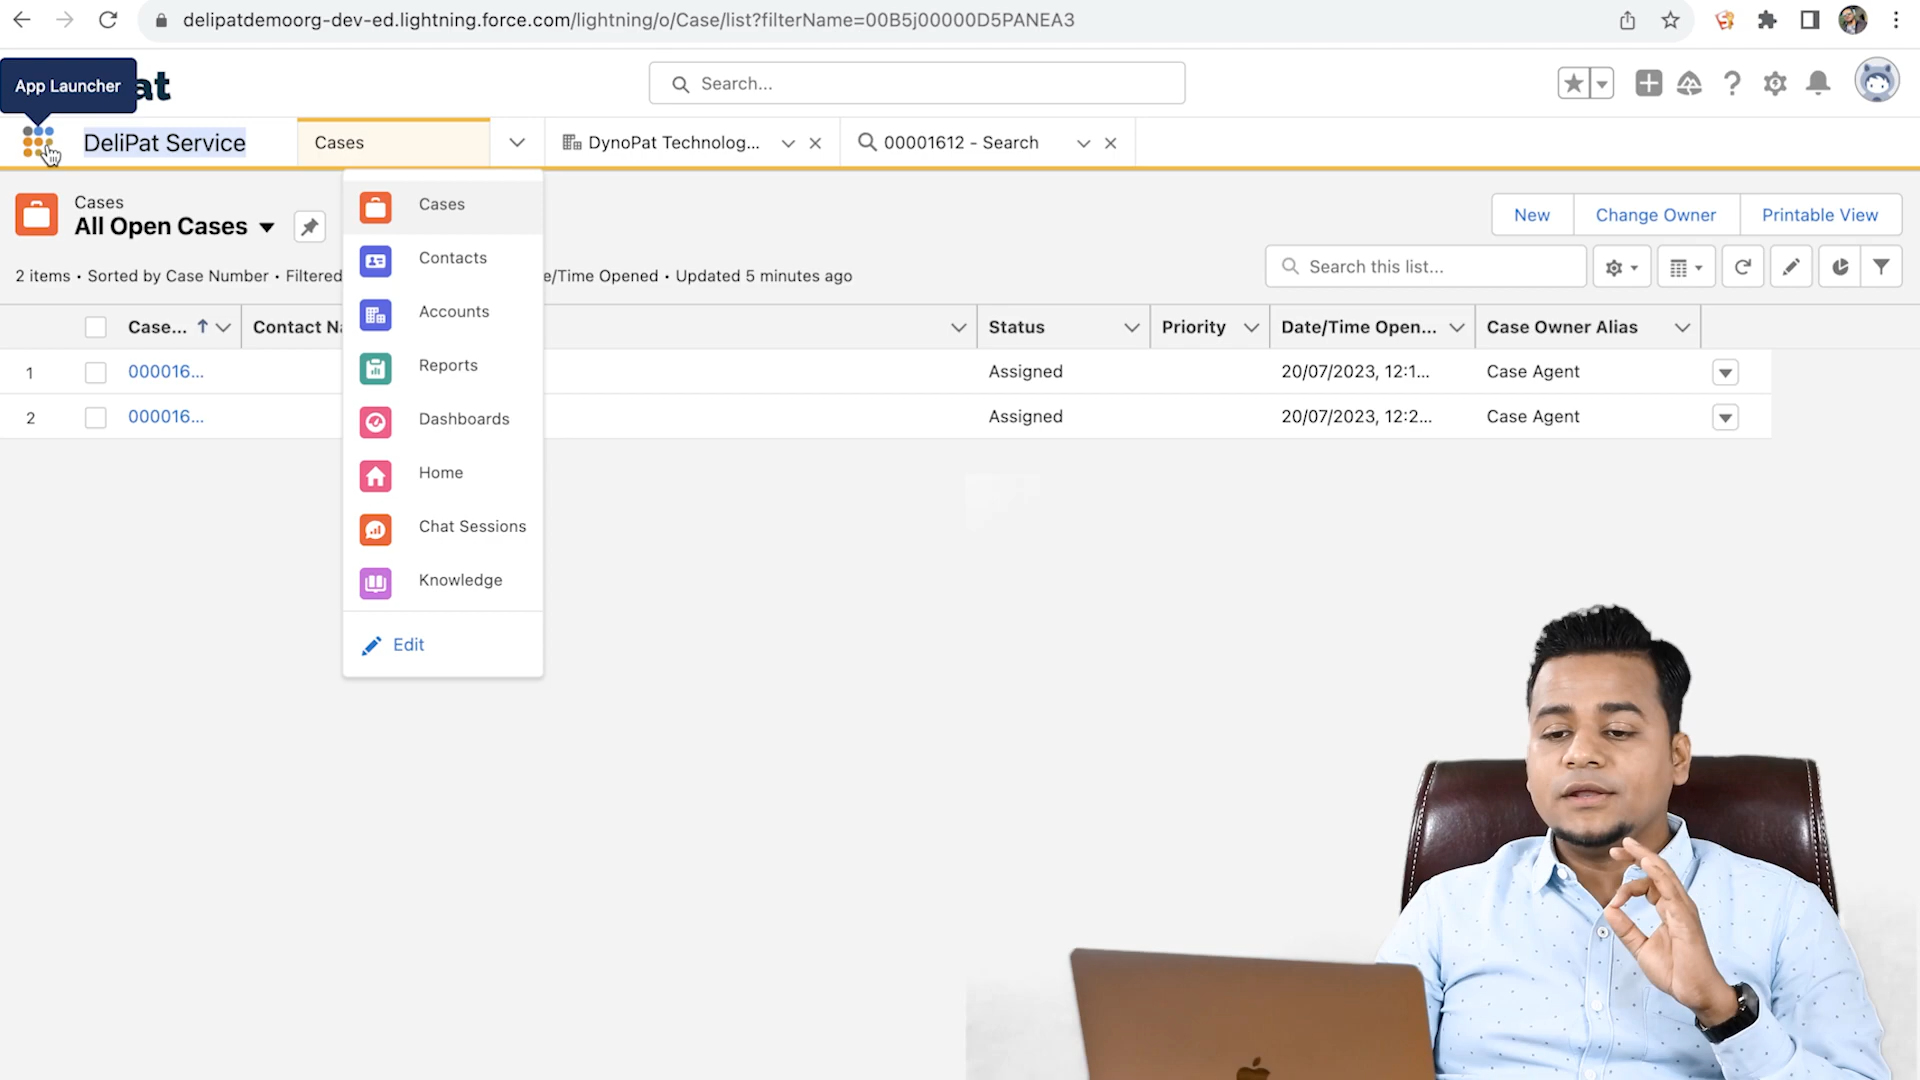 delipatdemoorg-dev-ed.lightning.force.com/lightning/o/Case/list?filterName=00B5j00000D5PANEA3
App Launcher
at
Search...
DeliPat Service
Cases
DynoPat Technolog...
00001612 - Search
Cases
All Open Cases
New
Change Owner
Printable View
2 items • Sorted by Case Number • Filtered
e/Time Opened • Updated 5 minutes ago
Search this list...
Cases
Contacts
Accounts
Reports
Dashboards
Home
Chat Sessions
Knowledge
Edit
Case...
Contact Na
Status
Priority
Date/Time Open...
Case Owner Alias
1
000016...
Assigned
20/07/2023, 12:1...
Case Agent
2
000016...
Assigned
20/07/2023, 12:2...
Case Agent